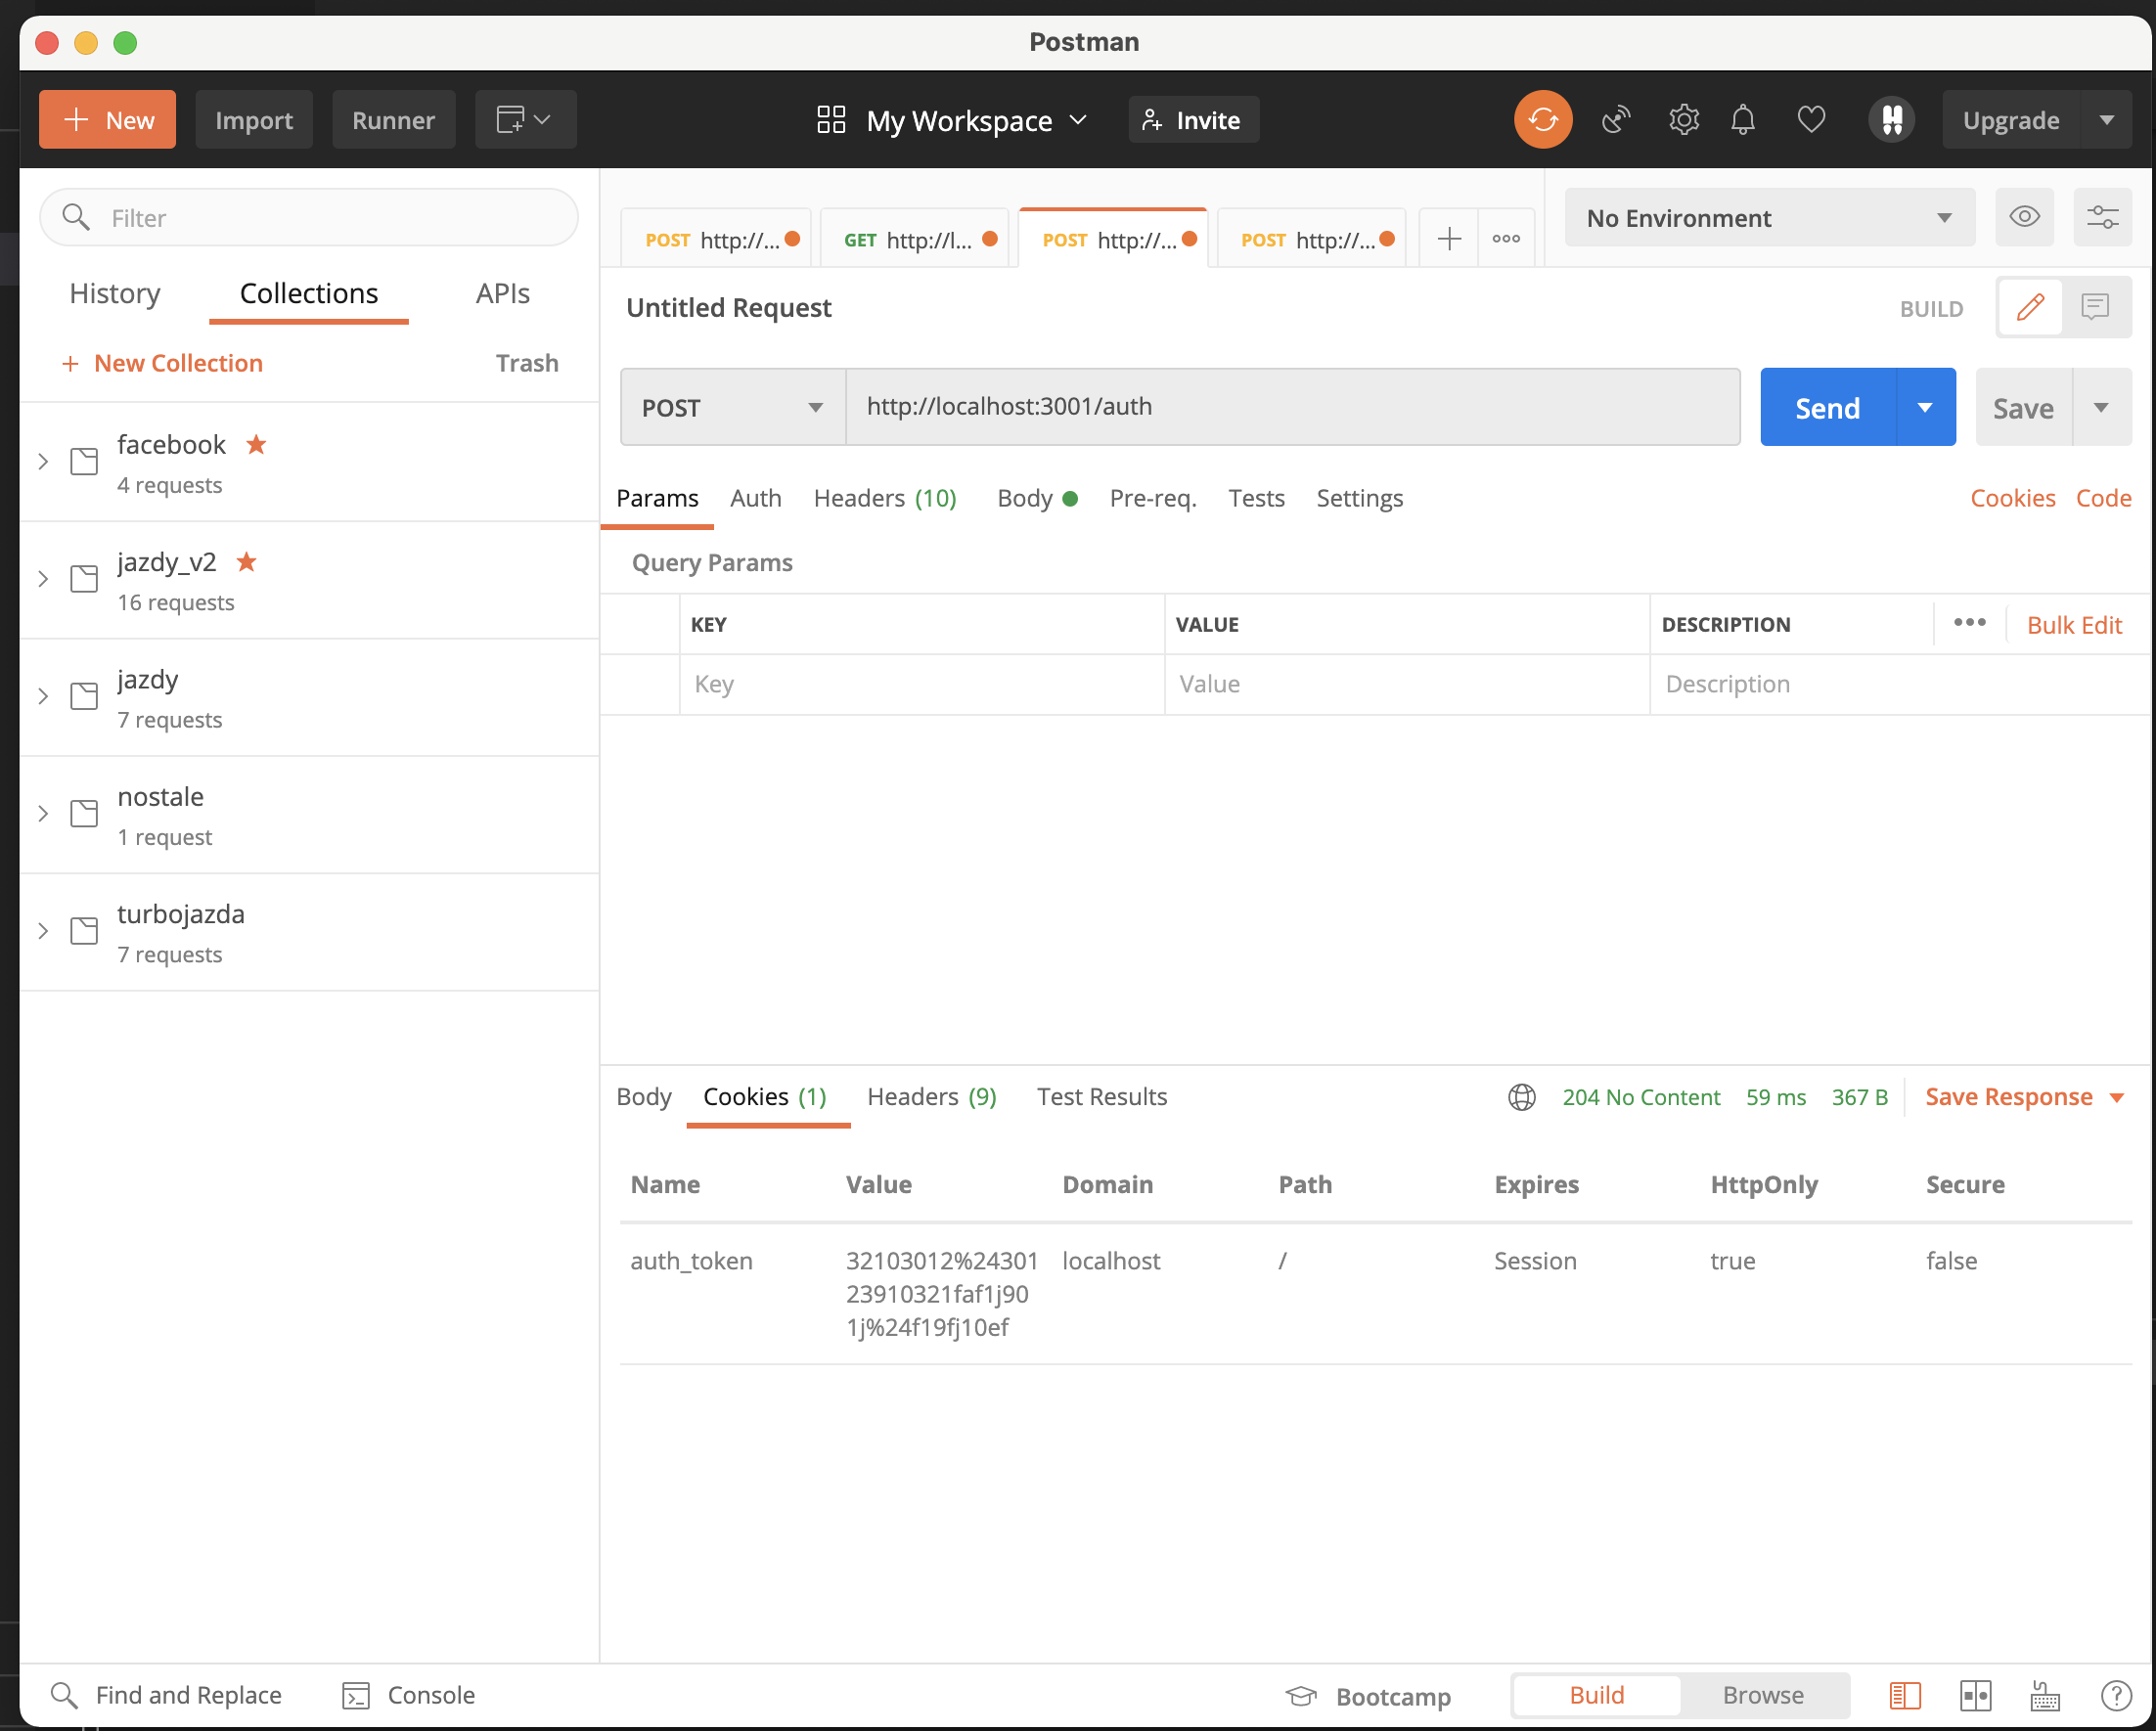 Postman
New
Import
Runner
My Workspace
Invite
Upgrade
Filter
History
Collections
APIs
New Collection
Trash
facebook
4 requests
jazdy_v2
16 requests
jazdy
7 requests
nostale
1 request
turbojazda
7 requests
POST http://...
GET http://l...
POST http://...
POST http://...
No Environment
Untitled Request
BUILD
POST
http://localhost:3001/auth
Send
Save
Params Auth Headers (10) Body Pre-req. Tests Settings Cookies Code
Query Params
KEY VALUE DESCRIPTION Bulk Edit
Key Value Description
Body Cookies (1) Headers (9) Test Results 204 No Content 59 ms 367 B Save Response
Name Value Domain Path Expires HttpOnly Secure
auth_token 32103012%24301 localhost / Session true false
23910321faf1j90
1j%24f19fj10ef
Find and Replace Console Bootcamp Build Browse